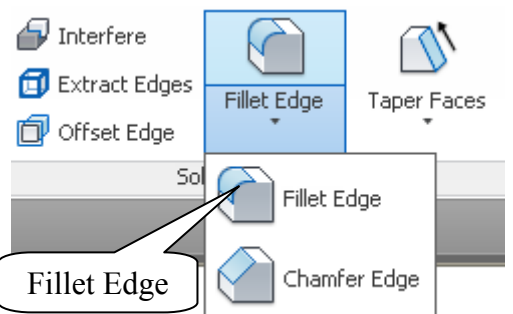 Interfere
Extract Edges
Offset Edge
Fillet Edge
Taper Faces
Sol
Fillet Edge
Chamfer Edge
Fillet Edge